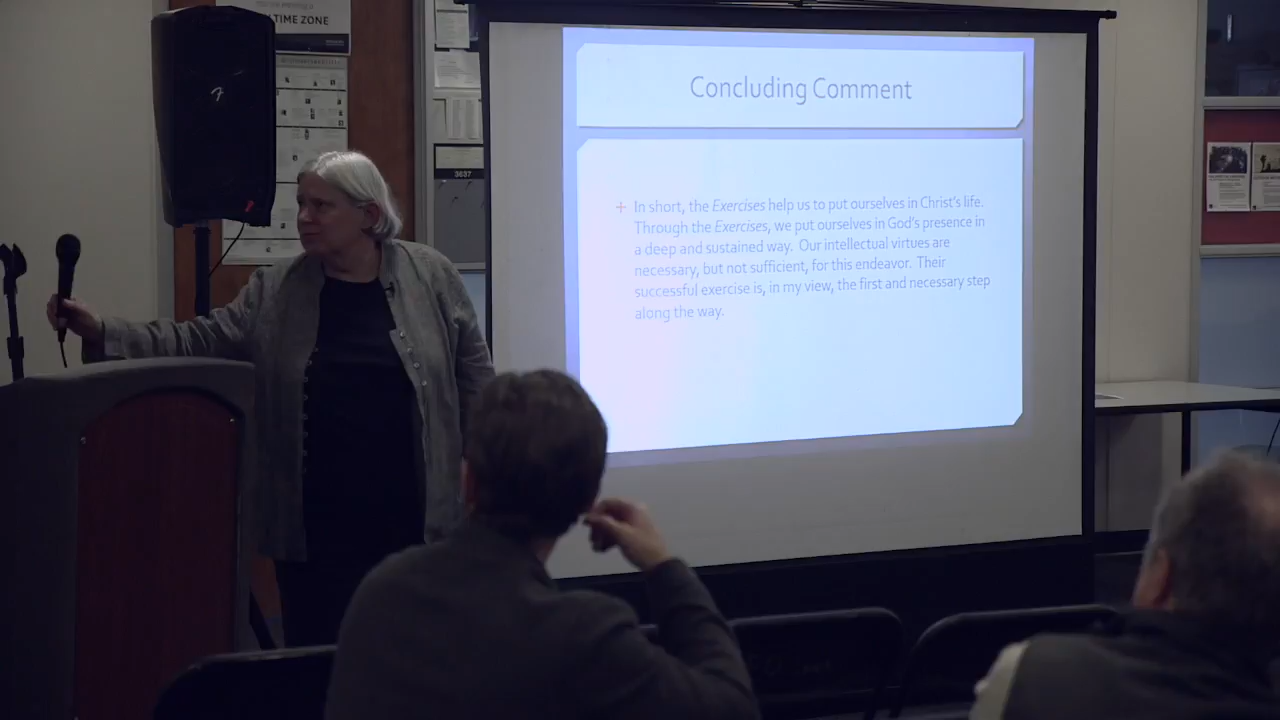 TIME ZONE
3637
Concluding Comment
In short, the Exercises help us to put ourselves in Christ's life.
Through the Exercises, we put ourselves in God's presence in
a deep and sustained way. Our intellectual virtues are
necessary, but not sufficient, for this endeavor. Their
successful exercise is, in my view, the first and necessary step
along the way.